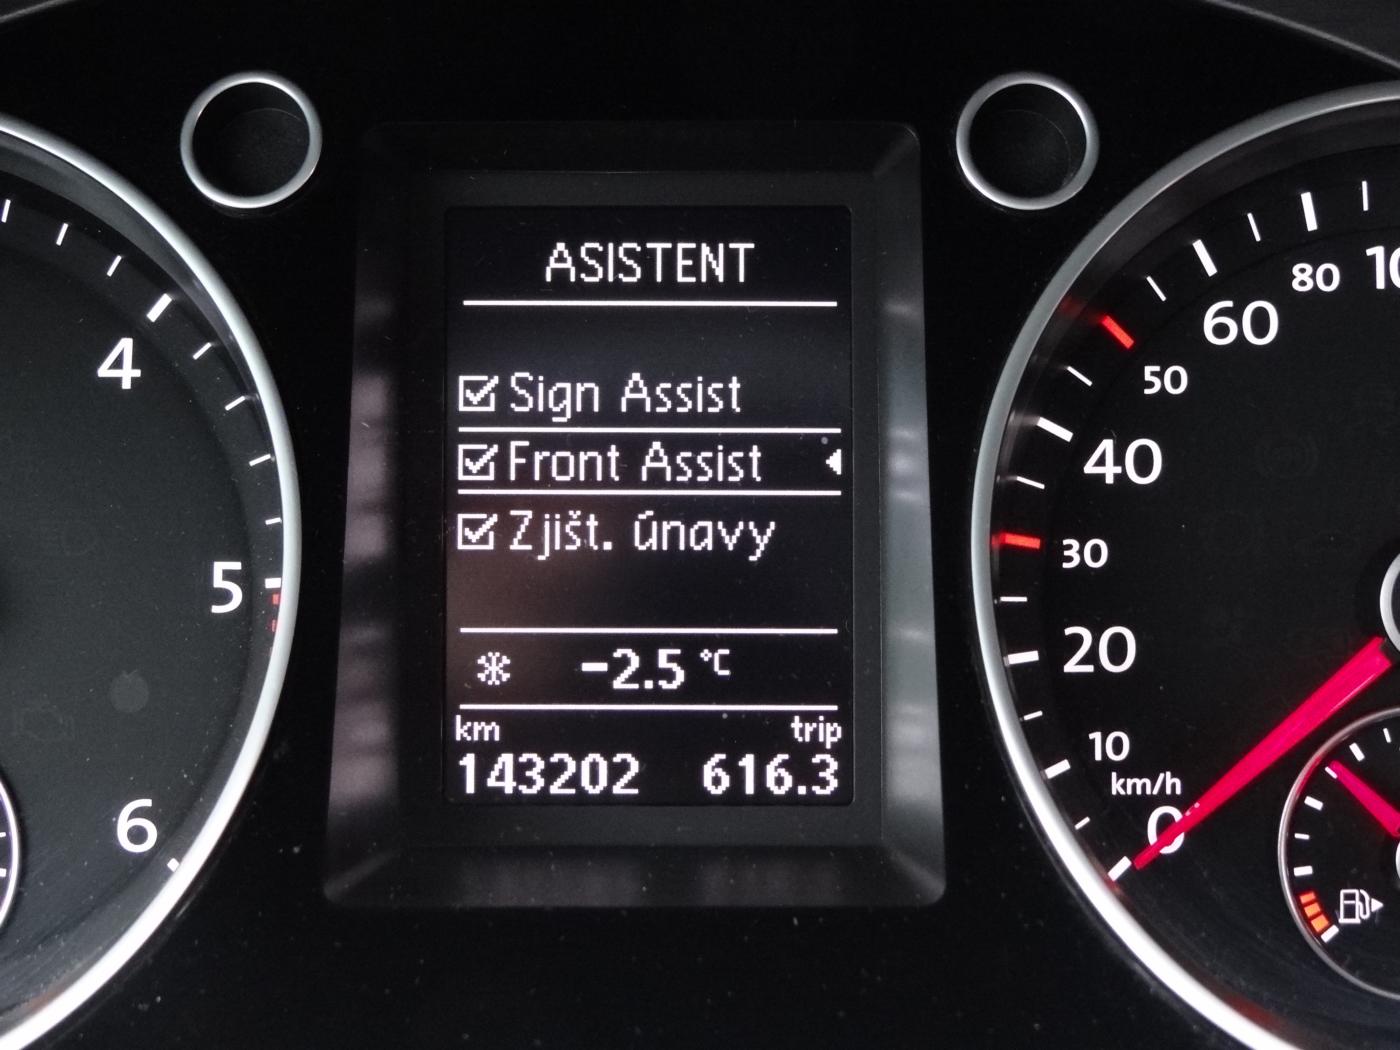 ASISTENT
Sign Assist
Front Assist
Zjišt. únavy
-2.5 °C
km trip
143202 616.3
4
5
6
80
60
50
40
30
20
10
km/h
0